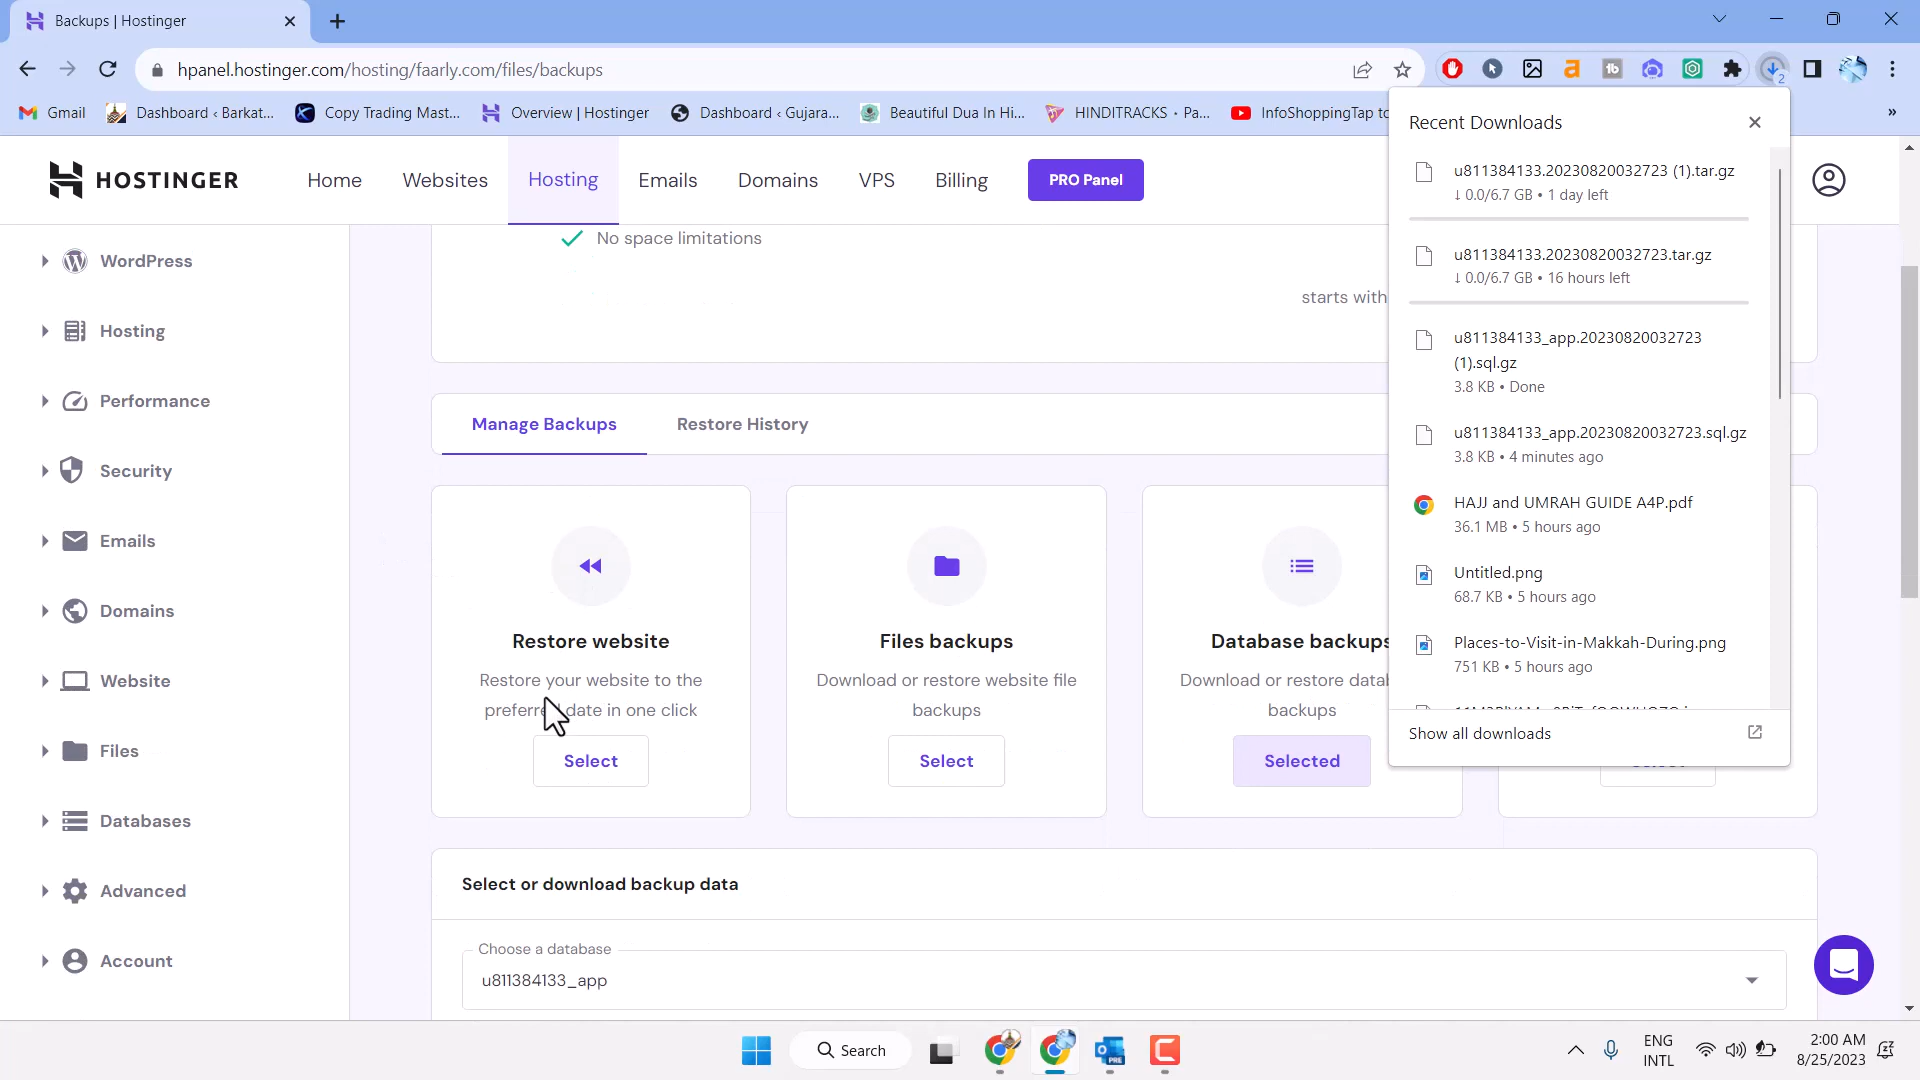 Backups | Hostinger
hpanel.hostinger.com/hosting/faarly.com/files/backups
Gmail
Dashboard ‹ Barkat...
Copy Trading Mast...
Overview | Hostinger
Dashboard ‹ Gujara...
Beautiful Dua In Hi...
HINDITRACKS - Pa...
InfoShoppingTap to
»
HOSTINGER
Home
Websites
Hosting
Emails
Domains
VPS
Billing
PRO Panel
WordPress
Hosting
Performance
Security
Emails
Domains
Website
Files
Databases
Advanced
Account
No space limitations
starts with
Manage Backups
Restore History
Restore website
Restore your website to the
preferred date in one click
Select
Files backups
Download or restore website file
backups
Select
Database backups
Download or restore data
backups
Selected
Select or download backup data
Choose a database
u811384133_app
Recent Downloads
u811384133.20230820032723 (1).tar.gz
↓ 0.0/6.7 GB • 1 day left
u811384133.20230820032723.tar.gz
↓ 0.0/6.7 GB • 16 hours left
u811384133_app.20230820032723
(1).sql.gz
3.8 KB • Done
u811384133_app.20230820032723.sql.gz
3.8 KB • 4 minutes ago
HAJJ and UMRAH GUIDE A4P.pdf
36.1 MB • 5 hours ago
Untitled.png
68.7 KB • 5 hours ago
Places-to-Visit-in-Makkah-During.png
751 KB • 5 hours ago
Show all downloads
Search
ENG
INTL
2:00 AM
8/25/2023